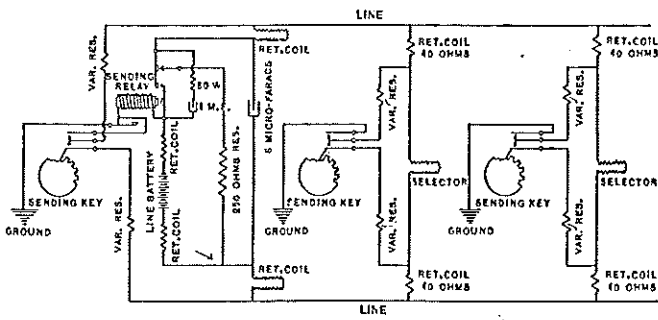 LINE
RET. COIL
RET. COIL
40 OHMS
RET. COIL
40 OHMS
VAR. RES.
SENDING
RELAY
80 W
1 M.F.
6 MICRO-FARADS
VAR. RES.
VAR. RES.
RET. COIL
LINE BATTERY
250 OHMS RES.
RET. COIL
SELECTOR
SELECTOR
SENDING KEY
SENDING KEY
SENDING KEY
GROUND
GROUND
GROUND
VAR. RES.
VAR. RES.
VAR. RES.
RET. COIL
RET. COIL
40 OHMS
RET. COIL
40 OHMS
LINE